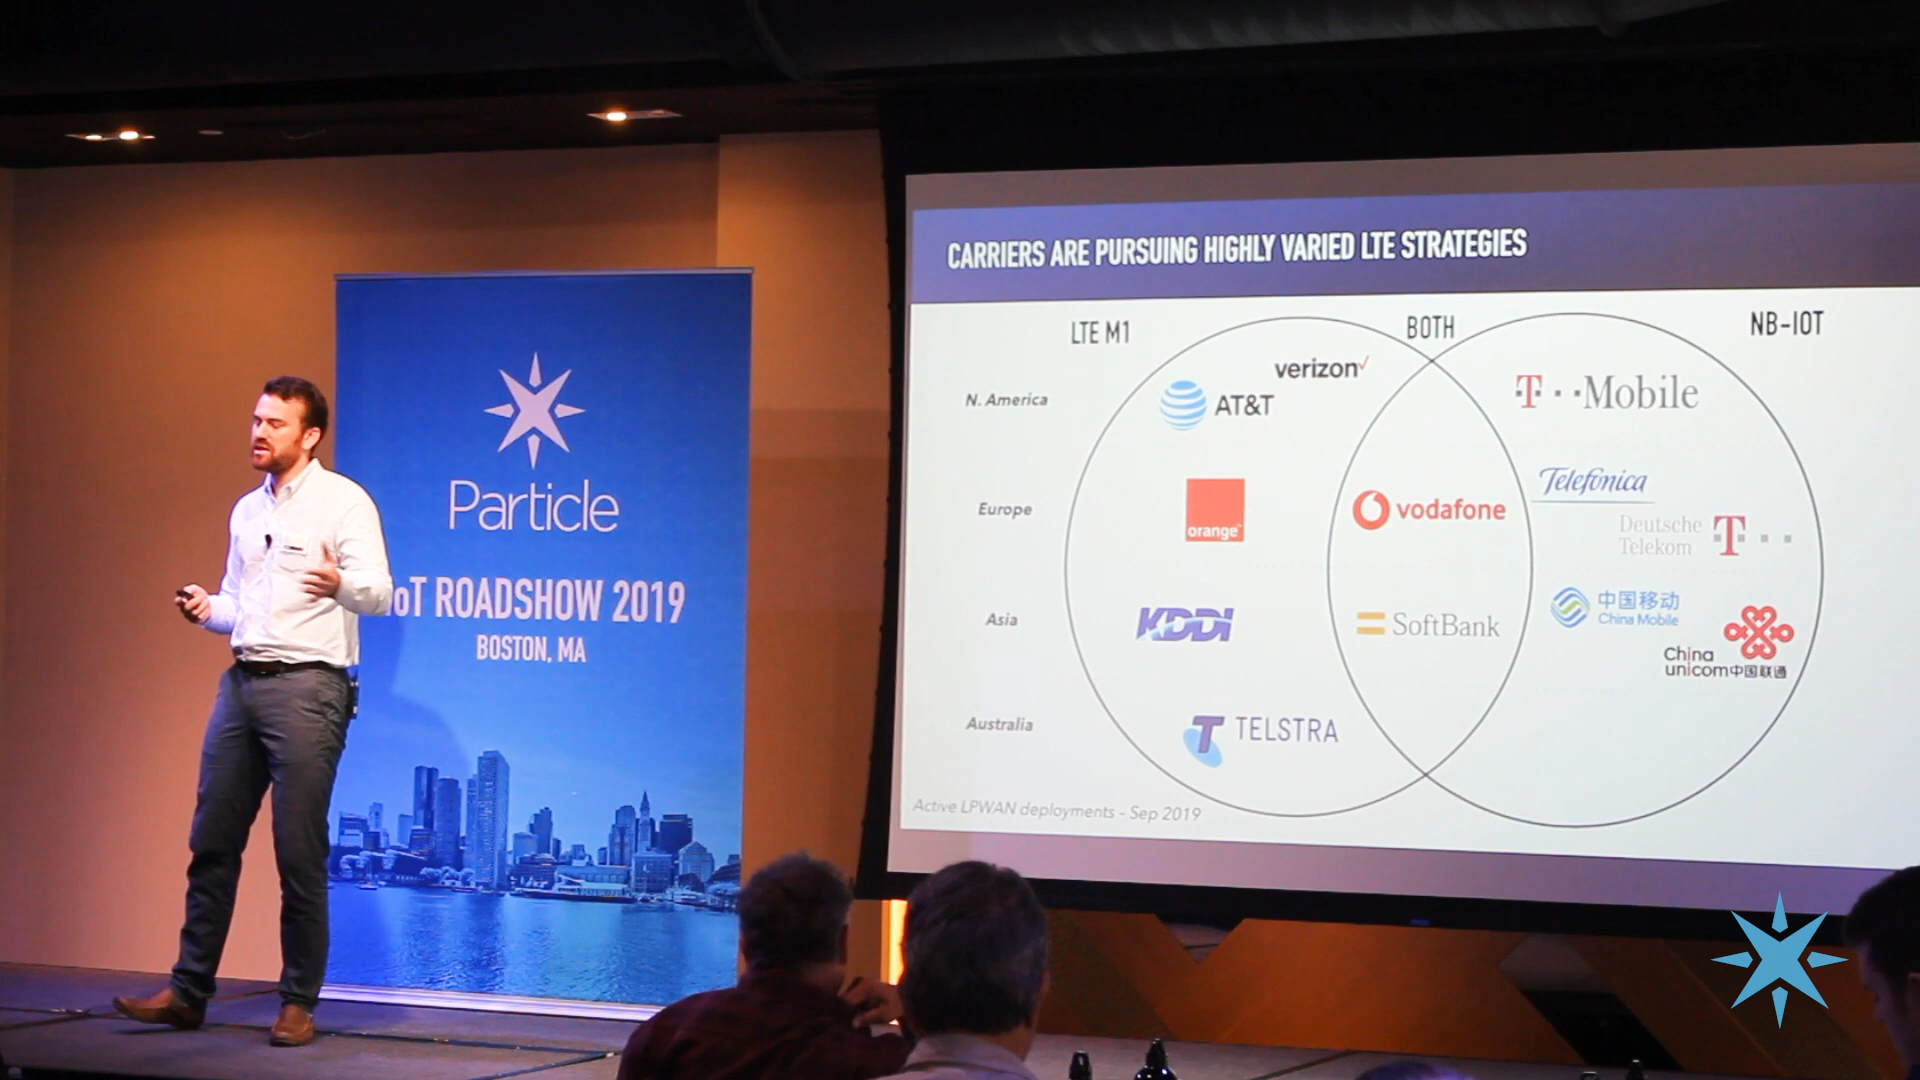 Particle
IoT ROADSHOW 2019
BOSTON, MA
CARRIERS ARE PURSUING HIGHLY VARIED LTE STRATEGIES
LTE M1
BOTH
NB-IOT
N. America
verizon
AT&T
T··Mobile
Europe
orange™
vodafone
Telefónica
Deutsche
Telekom
T··
Asia
KDDI
SoftBank
中国移动
China Mobile
China
unicom中国联通
Australia
T TELSTRA
Active LPWAN deployments - Sep 2019